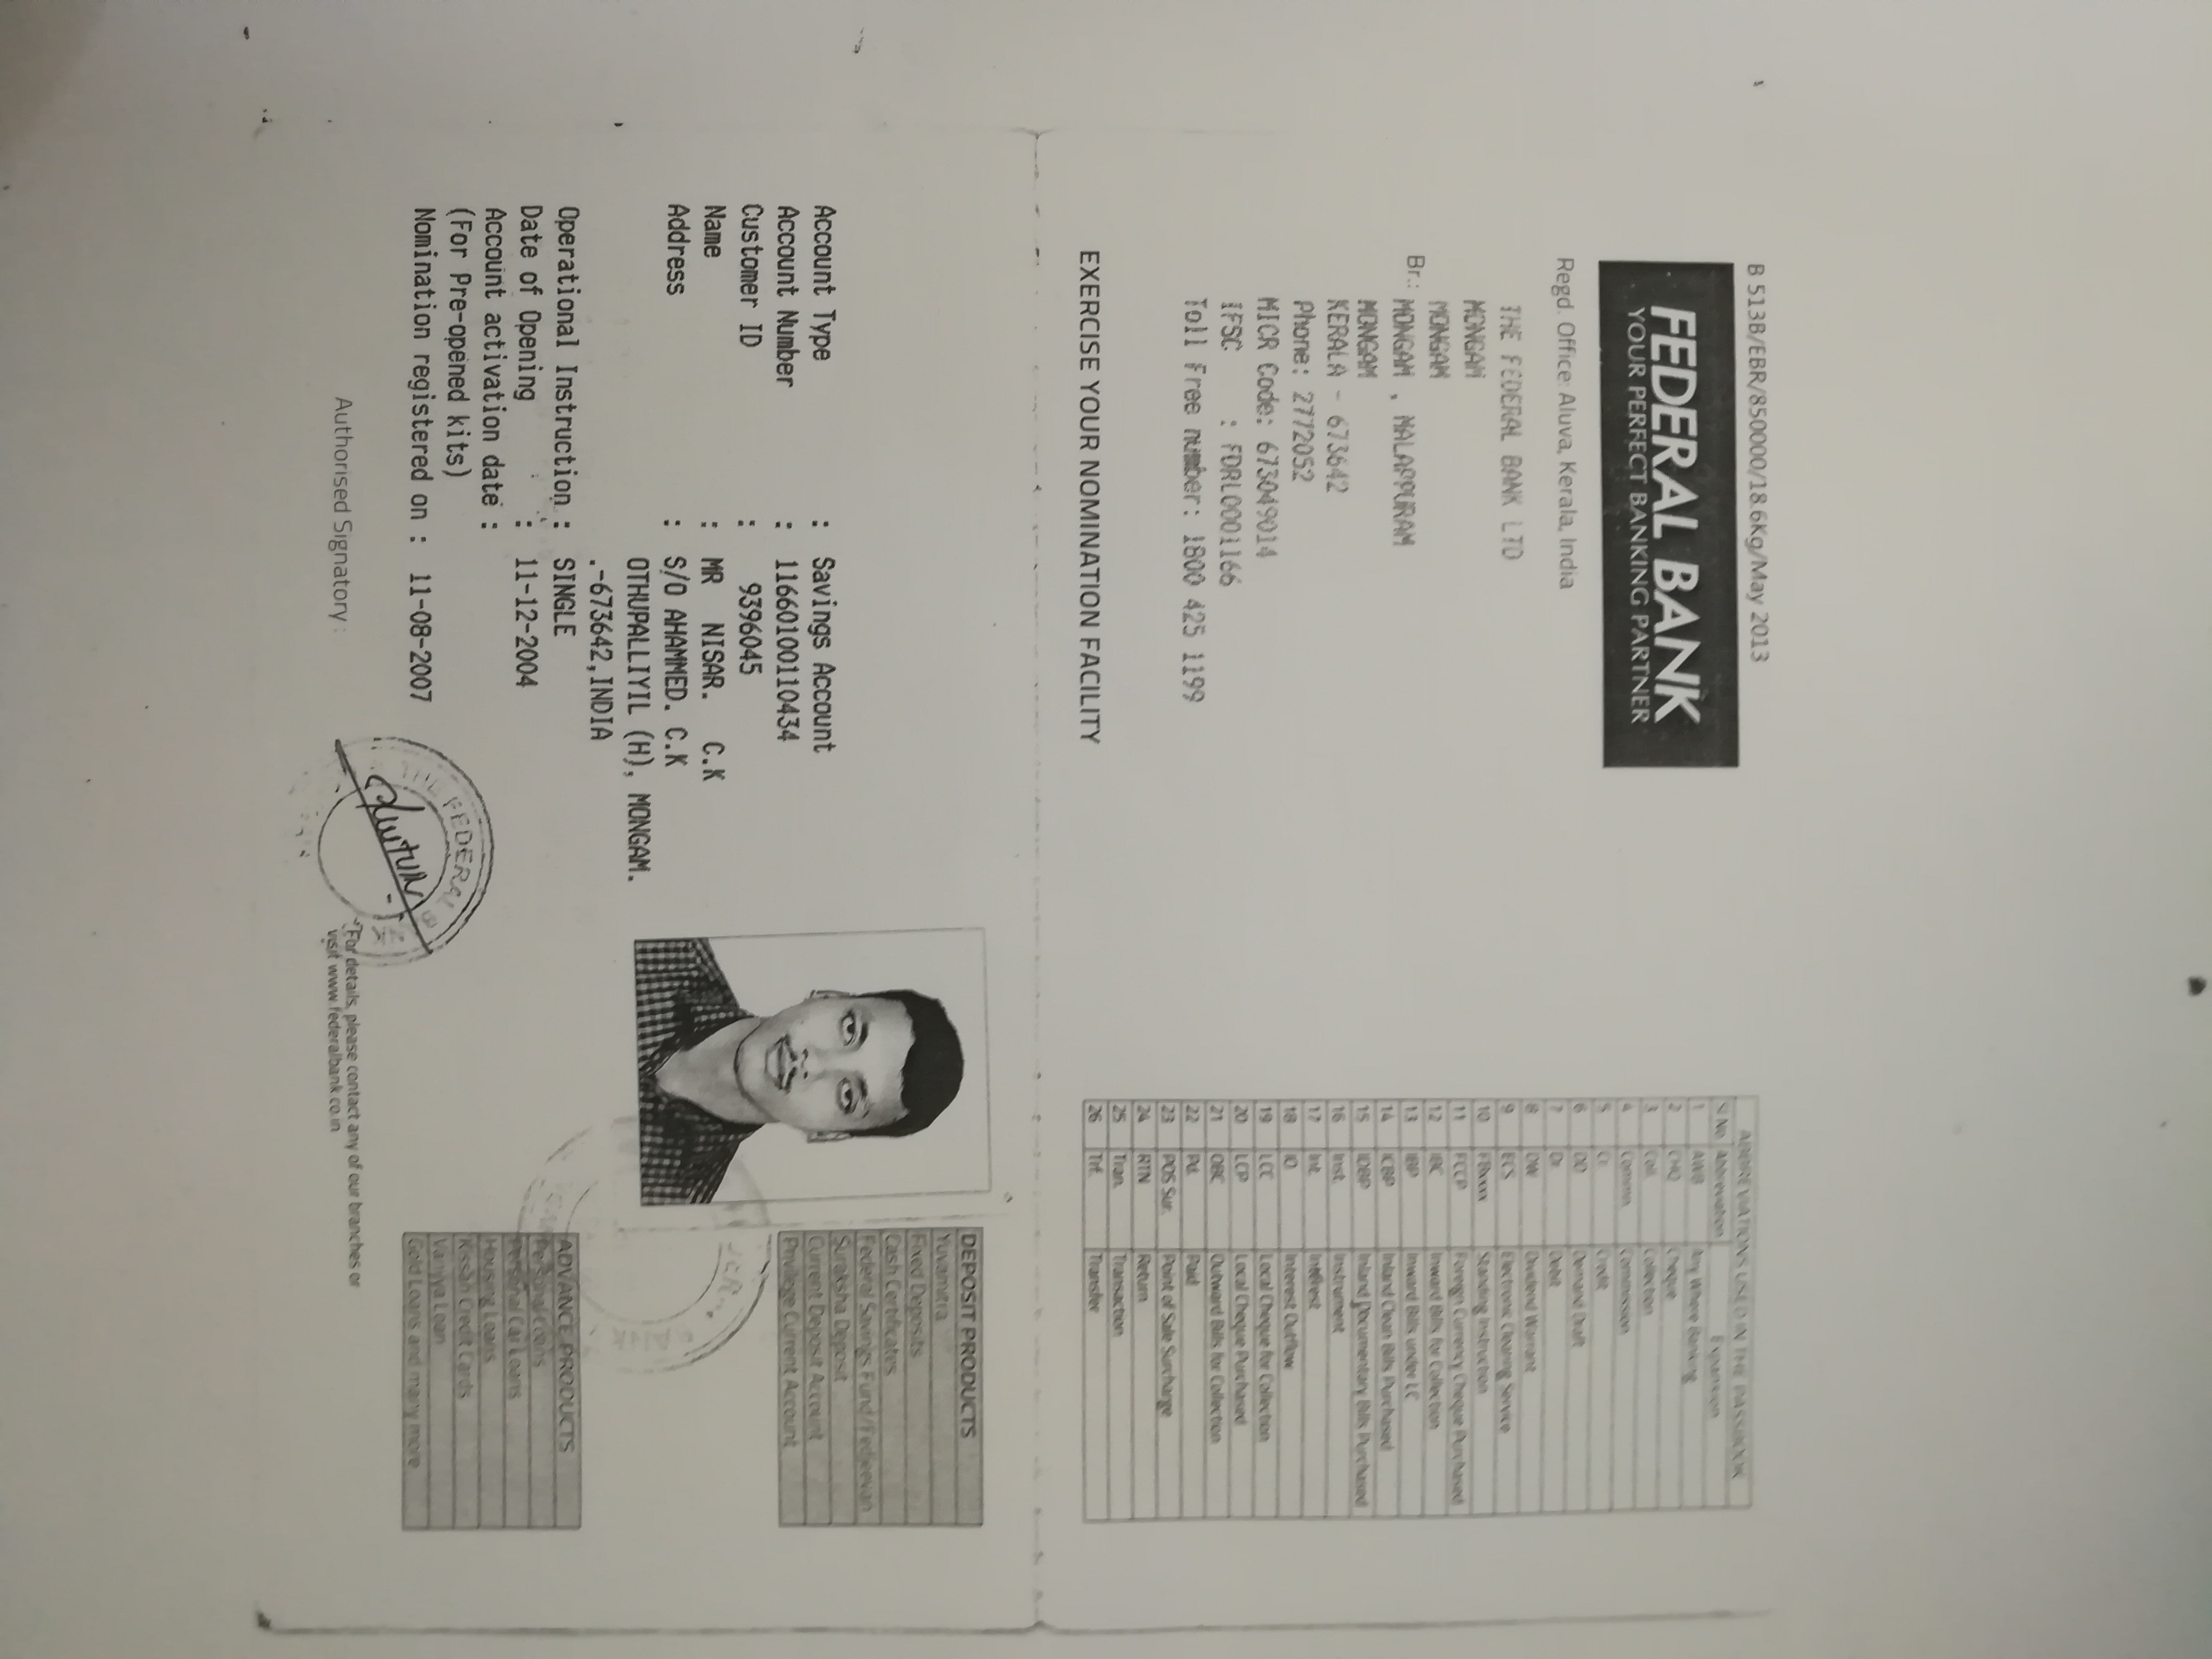 B 513B/EBR/850000/18.6Kg/May 2013
FEDERAL BANK
YOUR PERFECT BANKING PARTNER
Regd. Office: Aluva, Kerala, India
THE FEDERAL BANK LTD
MONGAM
MONGAM
Br.: MONGAM , MALAPPURAM
MONGAM
KERALA - 673642
Phone: 2772052
MICR Code: 673049014
IFSC : FDRL0001166
Toll Free number: 1800 425 1199
EXERCISE YOUR NOMINATION FACILITY
ABBREVIATIONS USED IN THE PASSBOOK
Sl.No Abbreviation Expansion
1 AWB Any Where Banking
2 CHQ Cheque
3 Coll. Collection
4 Commn. Commission
5 Cr. Credit
6 DD Demand Draft
7 Dr. Debit
8 DW Dividend Warrant
9 ECS Electronic Clearing Service
10 FBxxxx Standing Instruction
11 FCCP Foreign Currency Cheque Purchased
12 IBC Inward Bills for Collection
13 IBP Inward Bills under LC
14 ICBP Inland Clean Bills Purchased
15 IDBP Inland Documentary Bills Purchased
16 Inst. Instrument
17 Int. Interest
18 IO Interest Outflow
19 LCC Local Cheque for Collection
20 LCP Local Cheque Purchased
21 OBC Outward Bills for Collection
22 Pd. Paid
23 POS Sur. Point of Sale Surcharge
24 RTN Return
25 Tran. Transaction
26 Trf. Transfer
Account Type : Savings Account
Account Number : 11660100110434
Customer ID : 9396045
Name : MR NISAR. C.K
Address : S/O AHAMMED. C.K
OTHUPALLIYIL (H), MONGAM.
.-673642,INDIA
Operational Instruction : SINGLE
Date of Opening : 11-12-2004
Account activation date :
(For Pre-opened kits)
Nomination registered on : 11-08-2007
Authorised Signatory :
THE FEDERAL B
DEPOSIT PRODUCTS
Yuvamitra
Fixed Deposits
Cash Certificates
Federal Savings Fund/Fedjeevan
Suraksha Deposit
Current Deposit Account
Privilege Current Account
ADVANCE PRODUCTS
Personal Loans
Personal Car Loans
Housing Loans
Kissan Credit Cards
Vaniya Loan
Gold Loans and many more
*For details, please contact any of our branches or
visit www.federalbank.co.in